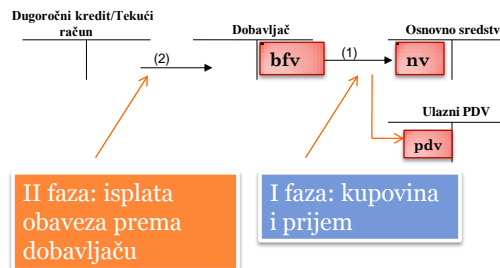 Dugoročni kredit/Tekući
račun
Dobavljač
Osnovno sredstvo
(2)
bfv
(1)
nv
Ulazni PDV
pdv
II faza: isplata
obaveza prema
dobavljaču
I faza: kupovina
i prijem